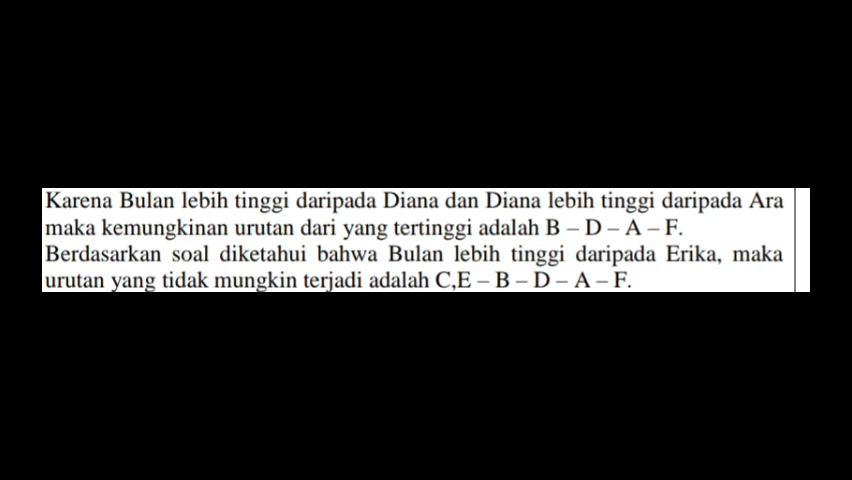 Karena Bulan lebih tinggi daripada Diana dan Diana lebih tinggi daripada Ara
maka kemungkinan urutan dari yang tertinggi adalah B – D – A – F.
Berdasarkan soal diketahui bahwa Bulan lebih tinggi daripada Erika, maka
urutan yang tidak mungkin terjadi adalah C,E – B – D – A – F.